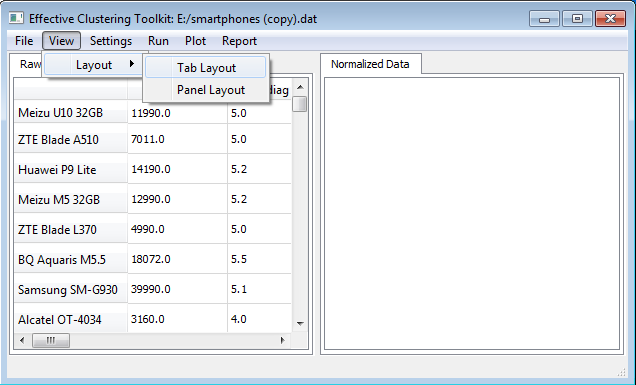 Effective Clustering Toolkit: E:/smartphones (copy).dat
File View Settings Run Plot Report
Raw Normalized Data
Layout Tab Layout
Panel Layout diag
Meizu U10 32GB 11990.0 5.0
ZTE Blade A510 7011.0 5.0
Huawei P9 Lite 14190.0 5.2
Meizu M5 32GB 12990.0 5.2
ZTE Blade L370 4990.0 5.0
BQ Aquaris M5.5 18072.0 5.5
Samsung SM-G930 39990.0 5.1
Alcatel OT-4034 3160.0 4.0